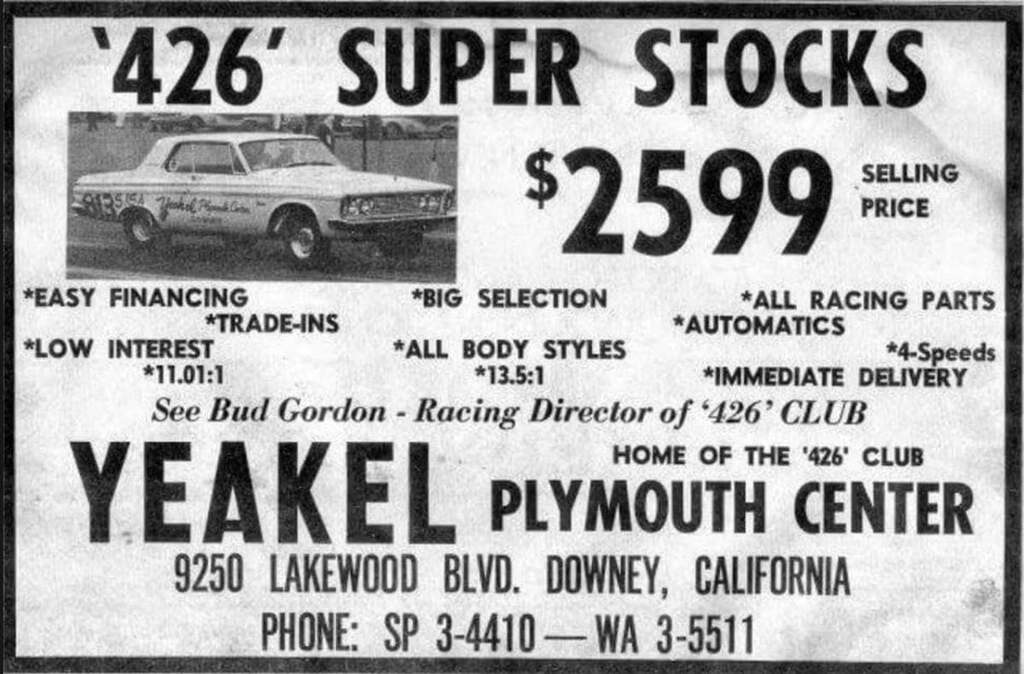 '426' SUPER STOCKS
$2599 SELLING PRICE
Yeakel Plymouth Center
*EASY FINANCING *BIG SELECTION *ALL RACING PARTS
*TRADE-INS *AUTOMATICS
*LOW INTEREST *ALL BODY STYLES *4-Speeds
*11.01:1 *13.5:1 *IMMEDIATE DELIVERY
See Bud Gordon - Racing Director of '426' CLUB
HOME OF THE '426' CLUB
YEAKEL PLYMOUTH CENTER
9250 LAKEWOOD BLVD. DOWNEY, CALIFORNIA
PHONE: SP 3-4410 — WA 3-5511